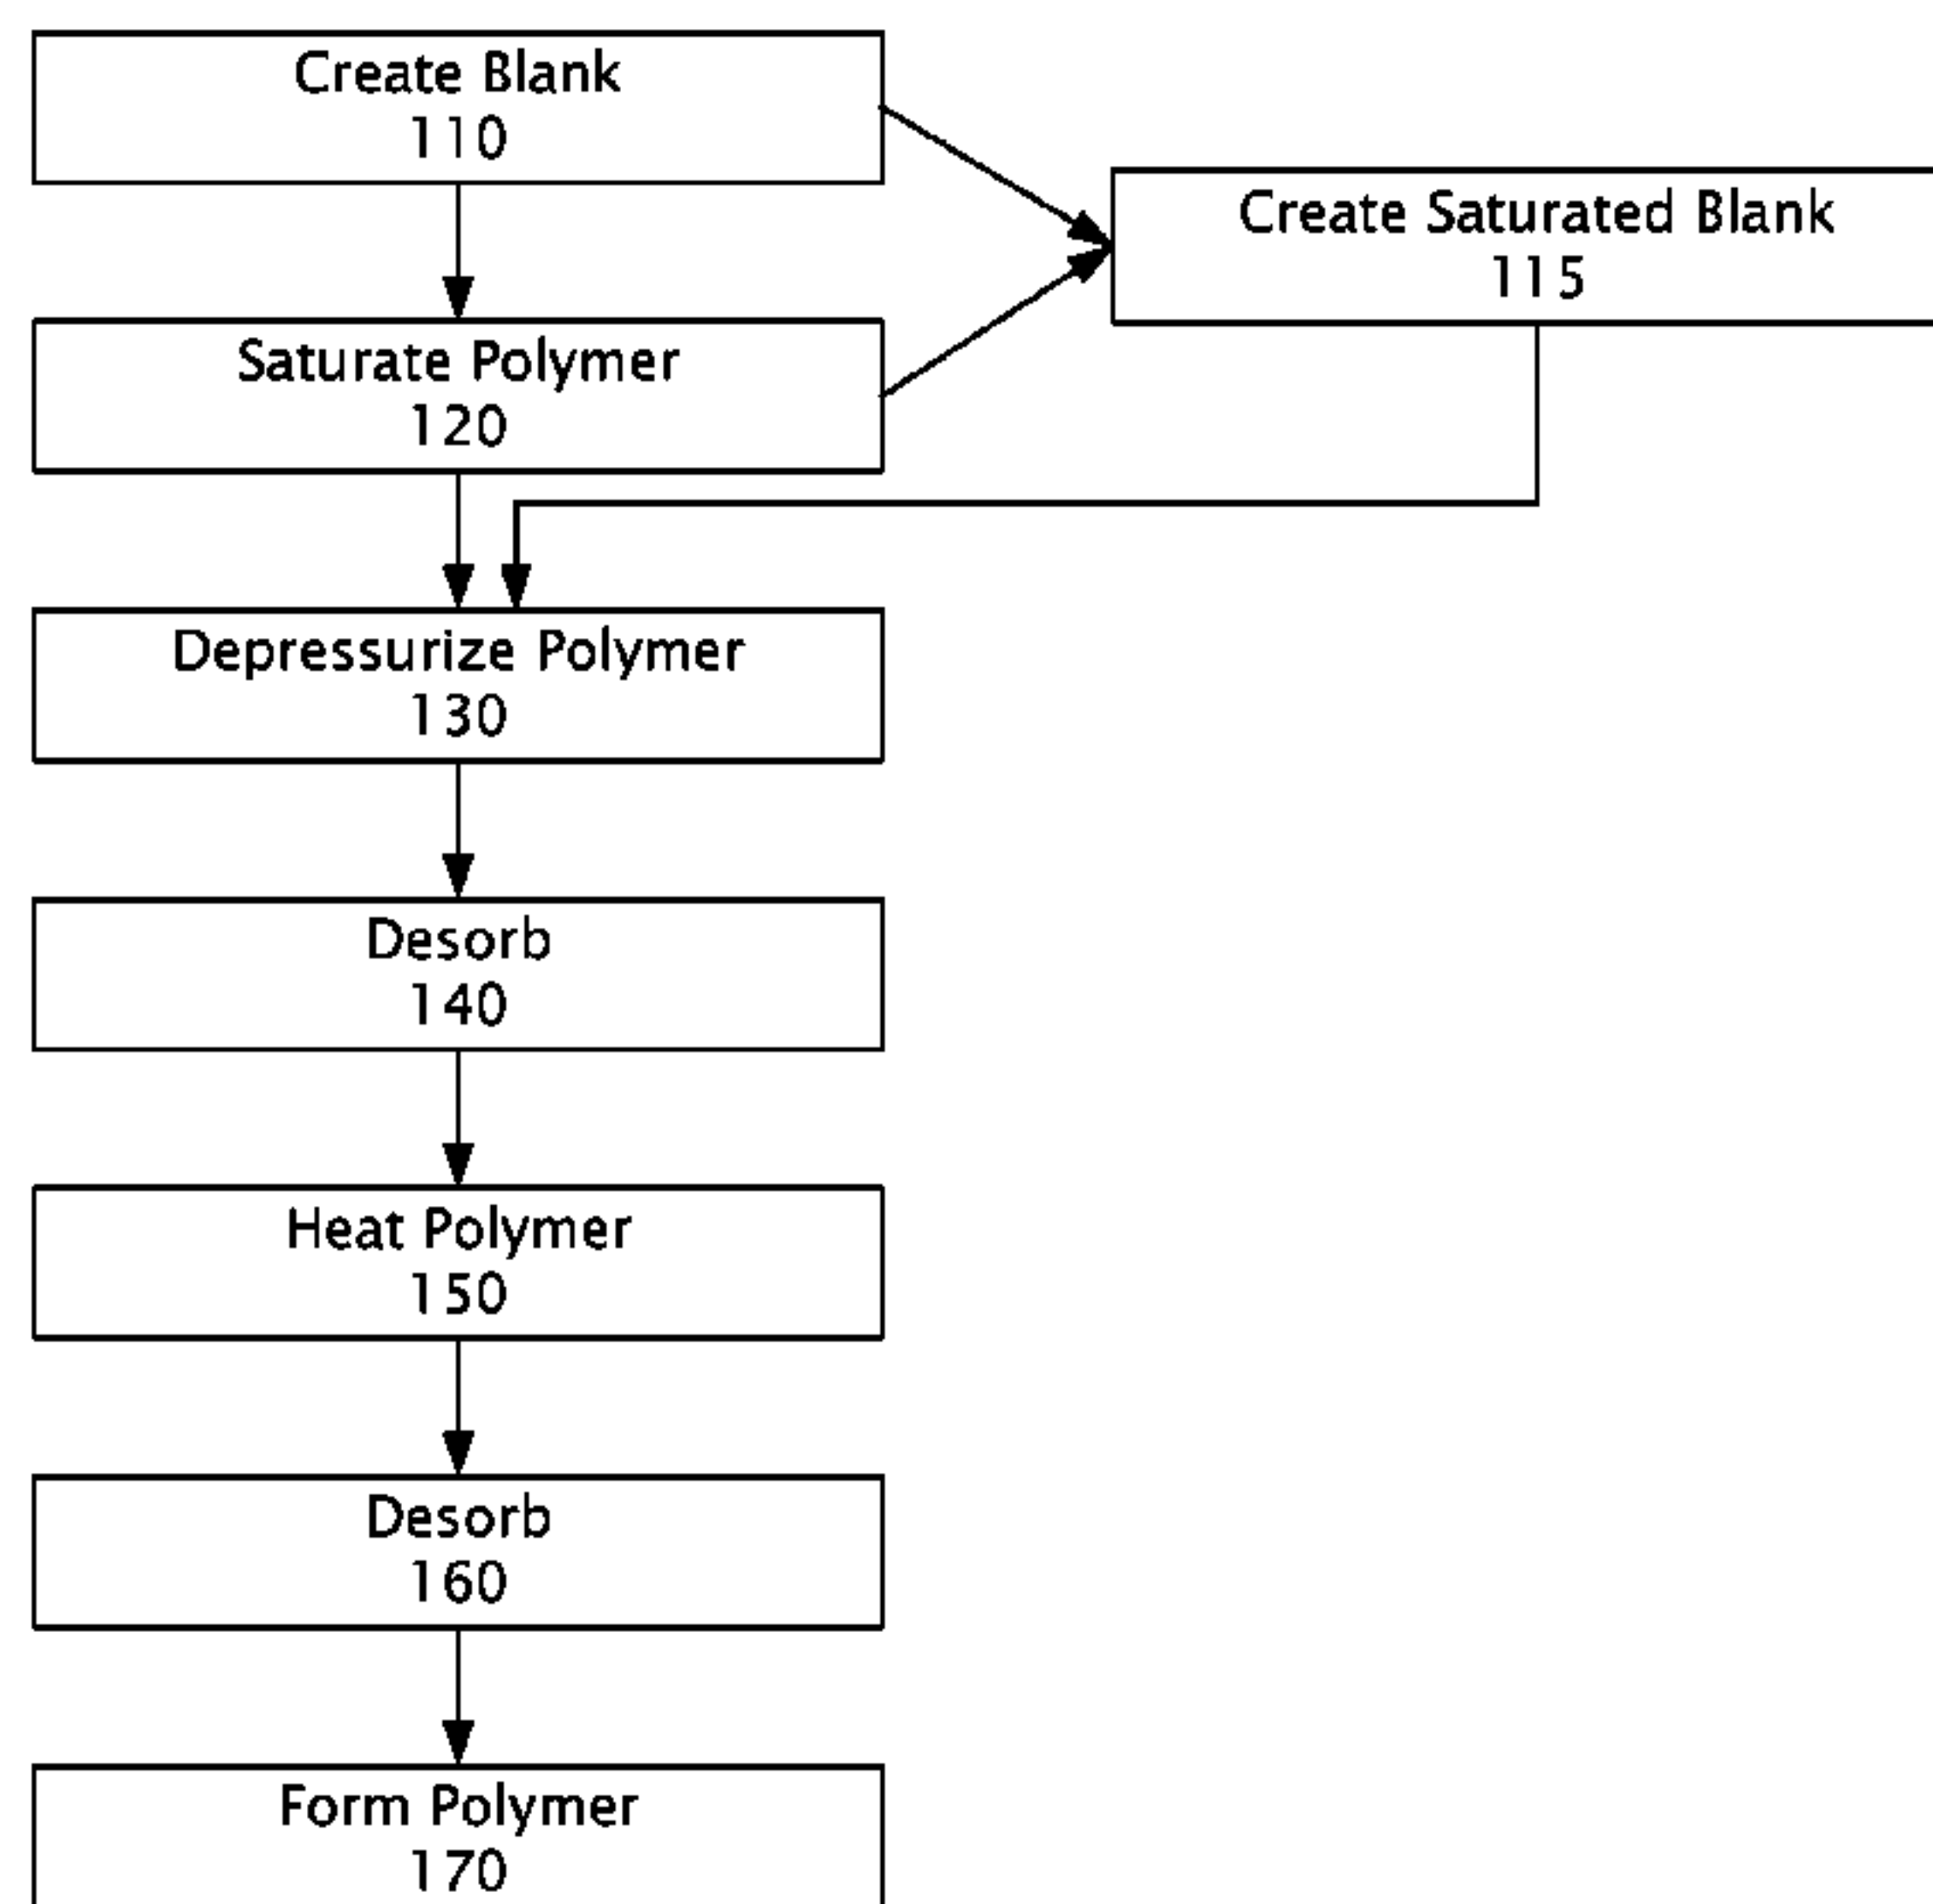 Create Blank
110
Create Saturated Blank
115
Saturate Polymer
120
Depressurize Polymer
130
Desorb
140
Heat Polymer
150
Desorb
160
Form Polymer
170